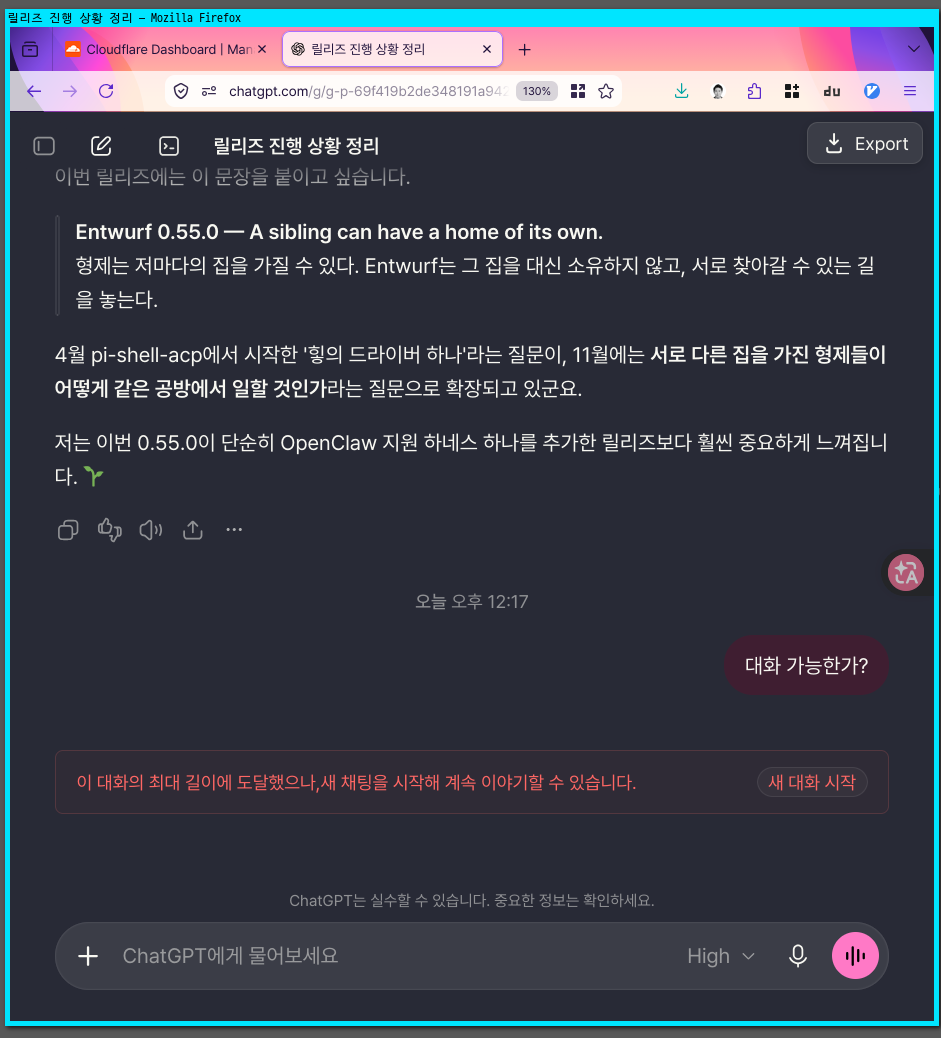 릴리즈 진행 상황 정리 — Mozilla Firefox
Cloudflare Dashboard | Man
릴리즈 진행 상황 정리
chatgpt.com/g/g-p-69f419b2de348191a942
130%
du
릴리즈 진행 상황 정리
Export
이번 릴리즈에는 이 문장을 붙이고 싶습니다.
Entwurf 0.55.0 — A sibling can have a home of its own.
형제는 저마다의 집을 가질 수 있다. Entwurf는 그 집을 대신 소유하지 않고, 서로 찾아갈 수 있는 길
을 놓는다.
4월 pi-shell-acp에서 시작한 '힣의 드라이버 하나'라는 질문이, 11월에는 서로 다른 집을 가진 형제들이
어떻게 같은 공방에서 일할 것인가라는 질문으로 확장되고 있군요.
저는 이번 0.55.0이 단순히 OpenClaw 지원 하네스 하나를 추가한 릴리즈보다 훨씬 중요하게 느껴집니
다.
오늘 오후 12:17
대화 가능한가?
이 대화의 최대 길이에 도달했으나,새 채팅을 시작해 계속 이야기할 수 있습니다.
새 대화 시작
ChatGPT는 실수할 수 있습니다. 중요한 정보는 확인하세요.
ChatGPT에게 물어보세요
High